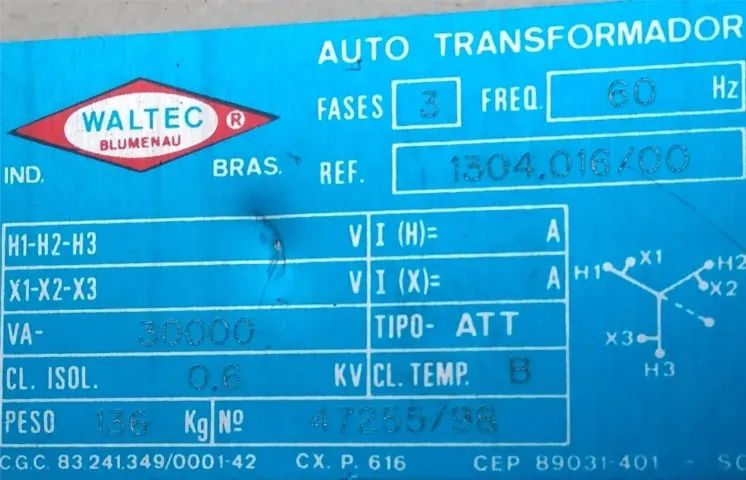 AUTO TRANSFORMADOR
WALTEC ®
BLUMENAU
IND. BRAS.
FASES 3 FREQ. 60 Hz
REF. 1304.016/00
H1-H2-H3 V I (H)= A
X1-X2-X3 V I (X)= A
VA- 30000 TIPO- ATT
CL. ISOL. 0.6 KV CL. TEMP. B
PESO 136 Kg Nº 47255/98
H1 X1 H2
X2
X3
H3
C.G.C. 83.241.349/0001-42 CX. P. 616 CEP 89031-401 - SC